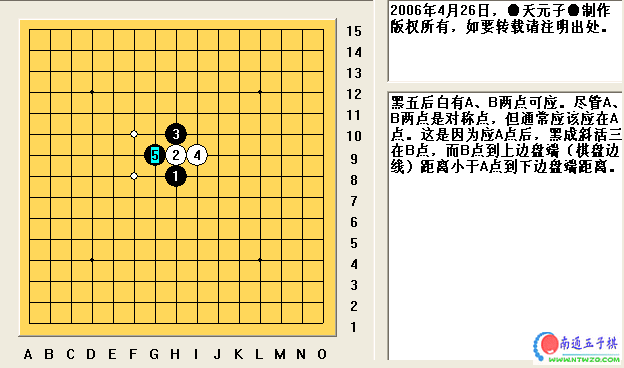 2006年4月26日，●天元子●制作
版权所有，如要转载请注明出处。
黑五后白有A、B两点可应。尽管A、
B两点是对称点，但通常应该应在A
点。这是因为应A点后，黑成斜活三
在B点，而B点到上边盘端（棋盘边
线）距离小于A点到下边盘端距离。
15
14
13
12
11
10
9
8
7
6
5
4
3
2
1
3
5 2 4
1
A B C D E F G H I J K L M N O
南通五子棋
WWW.NTWZQ.COM